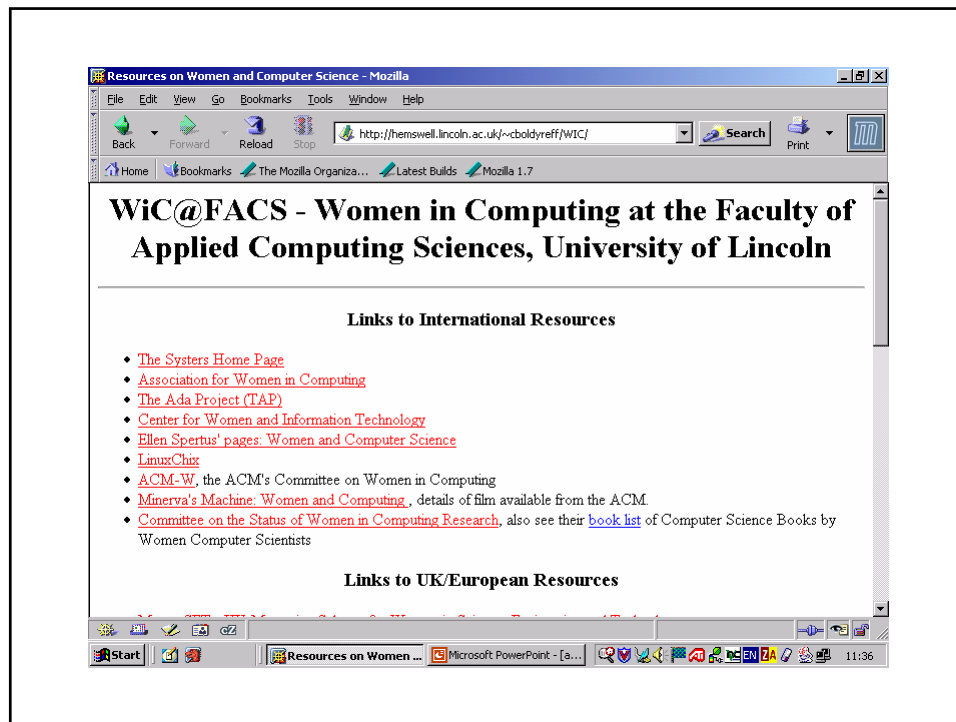 Resources on Women and Computer Science - Mozilla
File Edit View Go Bookmarks Tools Window Help
Back Forward Reload Stop http://hemswell.lincoln.ac.uk/~cboldyreff/WIC/ Search Print
Home Bookmarks The Mozilla Organiza... Latest Builds Mozilla 1.7
WiC@FACS - Women in Computing at the Faculty of
Applied Computing Sciences, University of Lincoln
Links to International Resources
The Systers Home Page
Association for Women in Computing
The Ada Project (TAP)
Center for Women and Information Technology
Ellen Spertus' pages: Women and Computer Science
LinuxChix
ACM-W, the ACM's Committee on Women in Computing
Minerva's Machine: Women and Computing , details of film available from the ACM.
Committee on the Status of Women in Computing Research, also see their book list of Computer Science Books by
Women Computer Scientists
Links to UK/European Resources
Start Resources on Women ... Microsoft PowerPoint - [a... EN ZA 11:36